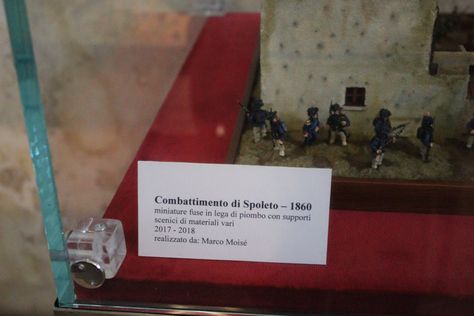 Combattimento di Spoleto – 1860
miniature fuse in lega di piombo con supporti
scenici di materiali vari
2017 - 2018
realizzato da: Marco Moisé